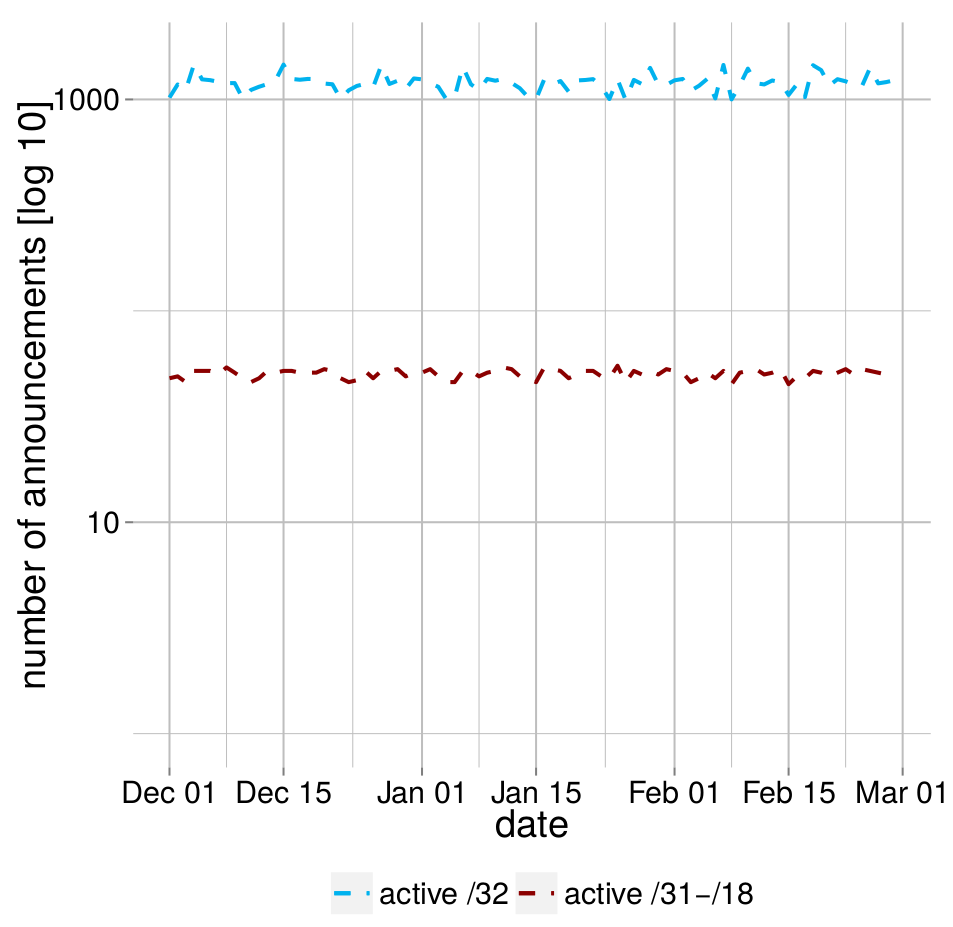 number of announcements [log 10]
1000
10
Dec 01 Dec 15 Jan 01 Jan 15 Feb 01 Feb 15 Mar 01
date
active /32 active /31−/18